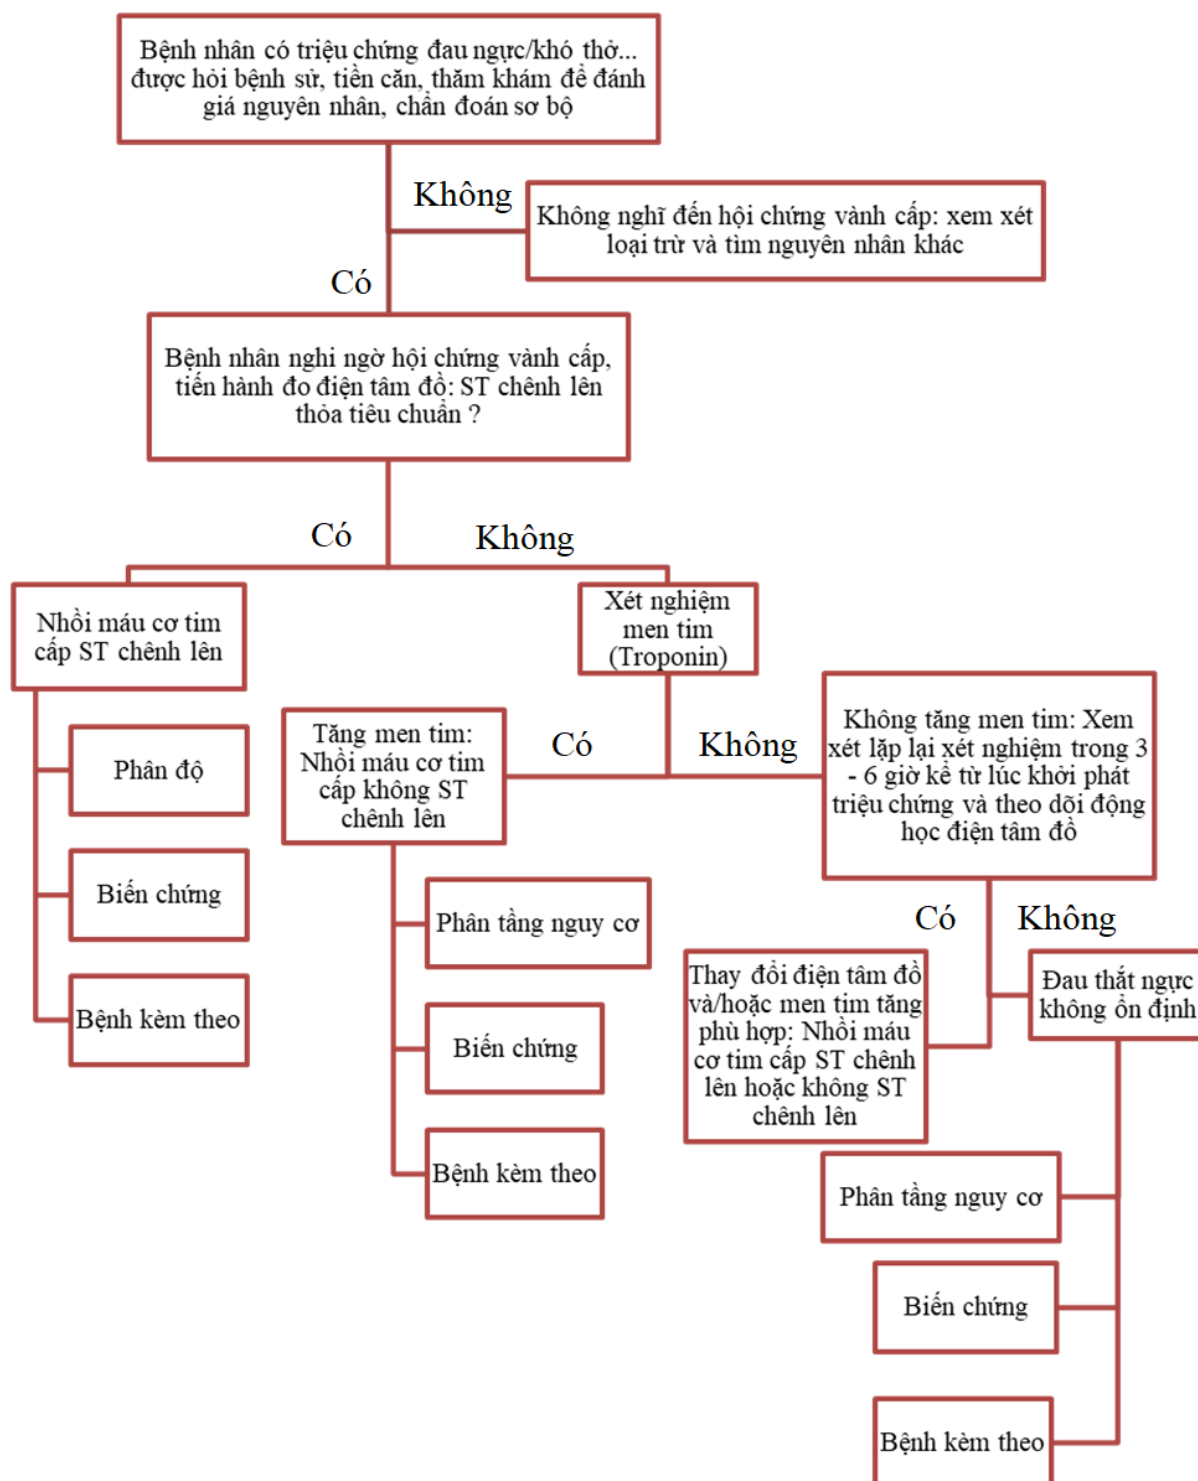 Bệnh nhân có triệu chứng đau ngực/khó thở...
được hỏi bệnh sử, tiền căn, thăm khám để đánh
giá nguyên nhân, chẩn đoán sơ bộ
Không
Không nghĩ đến hội chứng vành cấp: xem xét
loại trừ và tìm nguyên nhân khác
Có
Bệnh nhân nghi ngờ hội chứng vành cấp,
tiến hành đo điện tâm đồ: ST chênh lên
thỏa tiêu chuẩn ?
Có
Không
Nhồi máu cơ tim
cấp ST chênh lên
Phân độ
Biến chứng
Bệnh kèm theo
Xét nghiệm
men tim
(Troponin)
Có
Không
Tăng men tim:
Nhồi máu cơ tim
cấp không ST
chênh lên
Phân tầng nguy cơ
Biến chứng
Bệnh kèm theo
Không tăng men tim: Xem
xét lặp lại xét nghiệm trong 3
- 6 giờ kể từ lúc khởi phát
triệu chứng và theo dõi động
học điện tâm đồ
Có
Không
Thay đổi điện tâm đồ
và/hoặc men tim tăng
phù hợp: Nhồi máu
cơ tim cấp ST chênh
lên hoặc không ST
chênh lên
Đau thắt ngực
không ổn định
Phân tầng nguy cơ
Biến chứng
Bệnh kèm theo